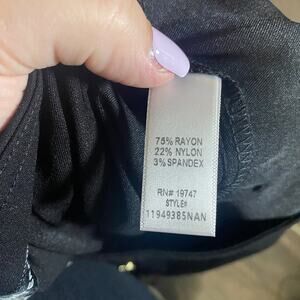 75% RAYON
22% NYLON
3% SPANDEX
RN# 19747
STYLE#
11949385NAN